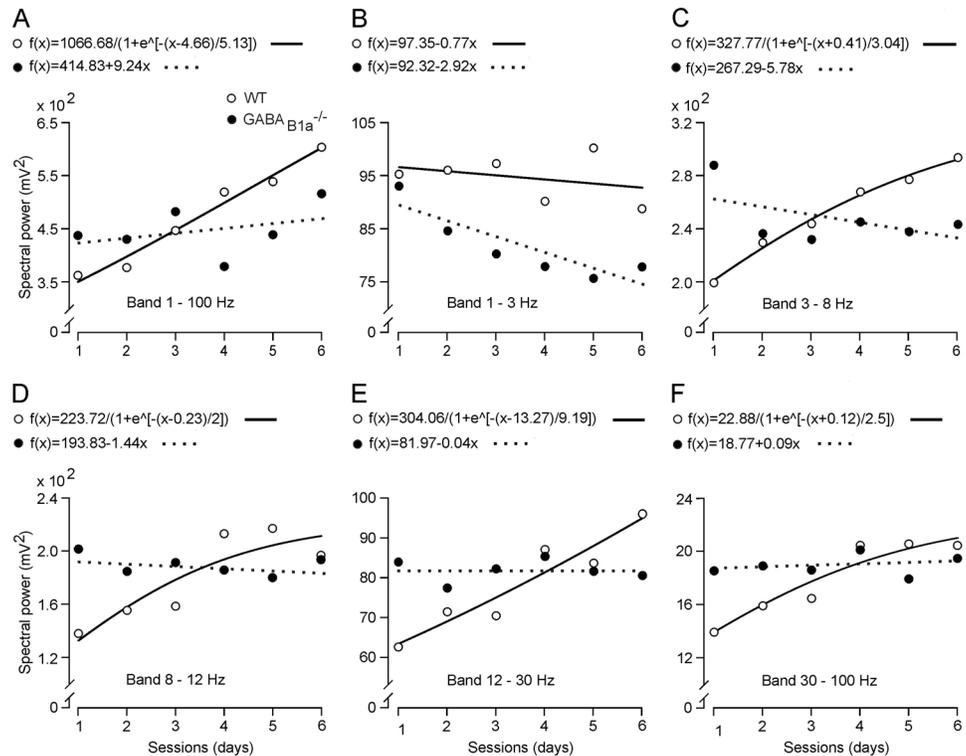 A
○ f(x)=1066.68/(1+e^[-(x-4.66)/5.13])
● f(x)=414.83+9.24x
x 10²
○ WT
● GABA B1a -/-
6.5
5.5
4.5
3.5
0
Spectral power (mV²)
Band 1 - 100 Hz
1 2 3 4 5 6
B
○ f(x)=97.35-0.77x
● f(x)=92.32-2.92x
105
95
85
75
0
Band 1 - 3 Hz
1 2 3 4 5 6
C
○ f(x)=327.77/(1+e^[-(x+0.41)/3.04])
● f(x)=267.29-5.78x
x 10²
3.2
2.8
2.4
2.0
0
Band 3 - 8 Hz
1 2 3 4 5 6
D
○ f(x)=223.72/(1+e^[-(x-0.23)/2])
● f(x)=193.83-1.44x
x 10²
2.4
2.0
1.6
1.2
0
Spectral power (mV²)
Band 8 - 12 Hz
1 2 3 4 5 6
Sessions (days)
E
○ f(x)=304.06/(1+e^[-(x-13.27)/9.19])
● f(x)=81.97-0.04x
100
90
80
70
60
0
Band 12 - 30 Hz
1 2 3 4 5 6
Sessions (days)
F
○ f(x)=22.88/(1+e^[-(x+0.12)/2.5])
● f(x)=18.77+0.09x
24
20
16
12
0
Band 30 - 100 Hz
1 2 3 4 5 6
Sessions (days)